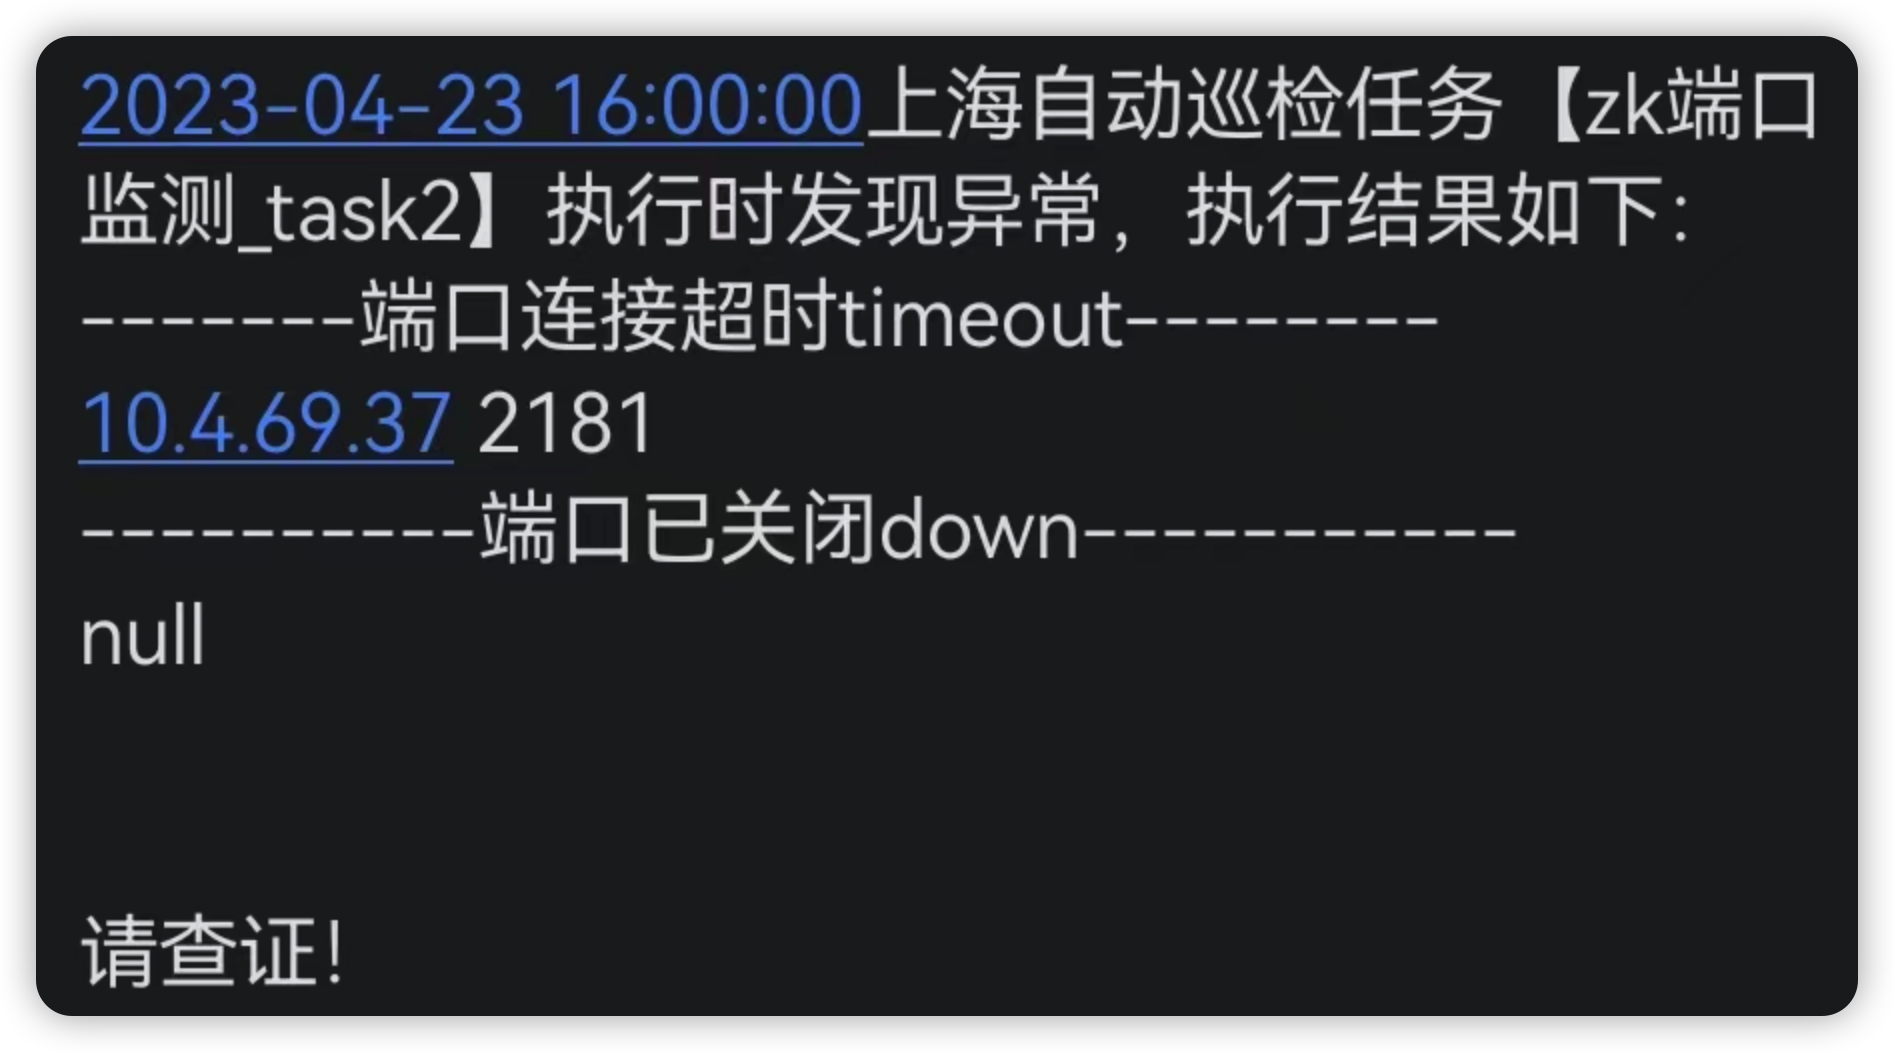 2023-04-23 16:00:00上海自动巡检任务【zk端口
监测_task2】执行时发现异常，执行结果如下：
-------端口连接超时timeout--------
10.4.69.37 2181
----------端口已关闭down-----------
null
请查证！